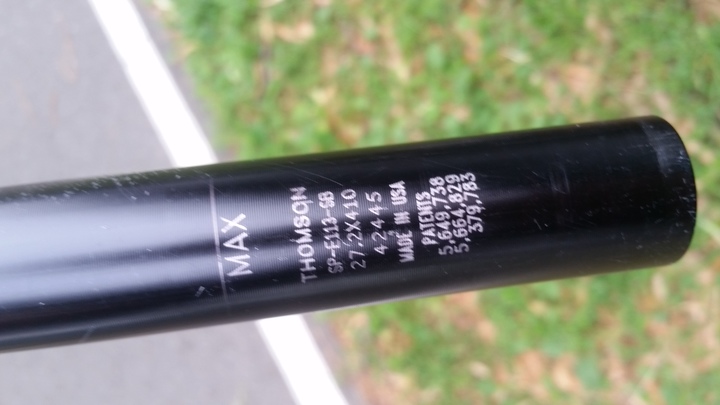 MAX
THOMSON
SP-E113-SB
27.2X410
42445
MADE IN USA
PATENTS
5,649,738
5,664,829
379,783